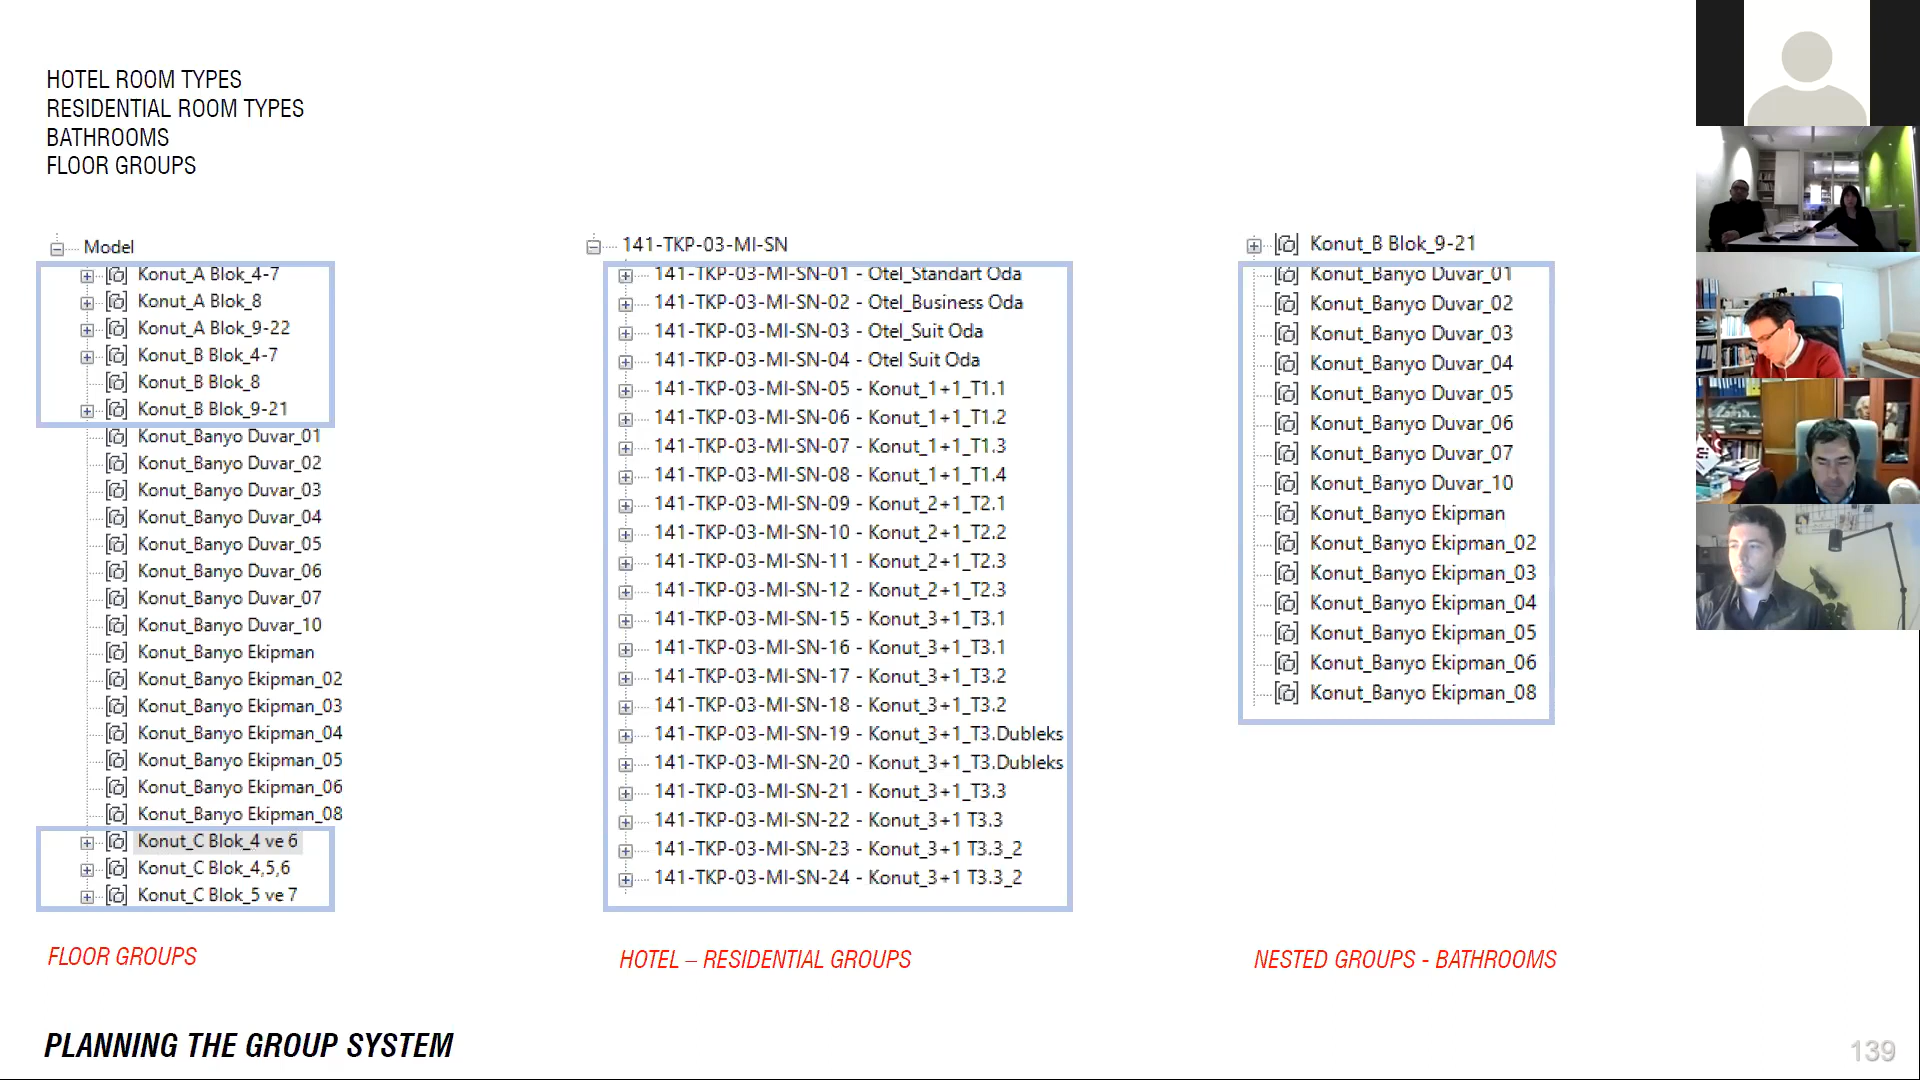 HOTEL ROOM TYPES
RESIDENTIAL ROOM TYPES
BATHROOMS
FLOOR GROUPS
Model
Konut_A Blok_4-7
Konut_A Blok_8
Konut_A Blok_9-22
Konut_B Blok_4-7
Konut_B Blok_8
Konut_B Blok_9-21
Konut_Banyo Duvar_01
Konut_Banyo Duvar_02
Konut_Banyo Duvar_03
Konut_Banyo Duvar_04
Konut_Banyo Duvar_05
Konut_Banyo Duvar_06
Konut_Banyo Duvar_07
Konut_Banyo Duvar_10
Konut_Banyo Ekipman
Konut_Banyo Ekipman_02
Konut_Banyo Ekipman_03
Konut_Banyo Ekipman_04
Konut_Banyo Ekipman_05
Konut_Banyo Ekipman_06
Konut_Banyo Ekipman_08
Konut_C Blok_4 ve 6
Konut_C Blok_4,5,6
Konut_C Blok_5 ve 7
FLOOR GROUPS
141-TKP-03-MI-SN
141-TKP-03-MI-SN-01 - Otel_Standart Oda
141-TKP-03-MI-SN-02 - Otel_Business Oda
141-TKP-03-MI-SN-03 - Otel_Suit Oda
141-TKP-03-MI-SN-04 - Otel Suit Oda
141-TKP-03-MI-SN-05 - Konut_1+1_T1.1
141-TKP-03-MI-SN-06 - Konut_1+1_T1.2
141-TKP-03-MI-SN-07 - Konut_1+1_T1.3
141-TKP-03-MI-SN-08 - Konut_1+1_T1.4
141-TKP-03-MI-SN-09 - Konut_2+1_T2.1
141-TKP-03-MI-SN-10 - Konut_2+1_T2.2
141-TKP-03-MI-SN-11 - Konut_2+1_T2.3
141-TKP-03-MI-SN-12 - Konut_2+1_T2.3
141-TKP-03-MI-SN-15 - Konut_3+1_T3.1
141-TKP-03-MI-SN-16 - Konut_3+1_T3.1
141-TKP-03-MI-SN-17 - Konut_3+1_T3.2
141-TKP-03-MI-SN-18 - Konut_3+1_T3.2
141-TKP-03-MI-SN-19 - Konut_3+1_T3.Dubleks
141-TKP-03-MI-SN-20 - Konut_3+1_T3.Dubleks
141-TKP-03-MI-SN-21 - Konut_3+1_T3.3
141-TKP-03-MI-SN-22 - Konut_3+1 T3.3
141-TKP-03-MI-SN-23 - Konut_3+1 T3.3_2
141-TKP-03-MI-SN-24 - Konut_3+1 T3.3_2
HOTEL – RESIDENTIAL GROUPS
Konut_B Blok_9-21
Konut_Banyo Duvar_01
Konut_Banyo Duvar_02
Konut_Banyo Duvar_03
Konut_Banyo Duvar_04
Konut_Banyo Duvar_05
Konut_Banyo Duvar_06
Konut_Banyo Duvar_07
Konut_Banyo Duvar_10
Konut_Banyo Ekipman
Konut_Banyo Ekipman_02
Konut_Banyo Ekipman_03
Konut_Banyo Ekipman_04
Konut_Banyo Ekipman_05
Konut_Banyo Ekipman_06
Konut_Banyo Ekipman_08
NESTED GROUPS - BATHROOMS
PLANNING THE GROUP SYSTEM
139